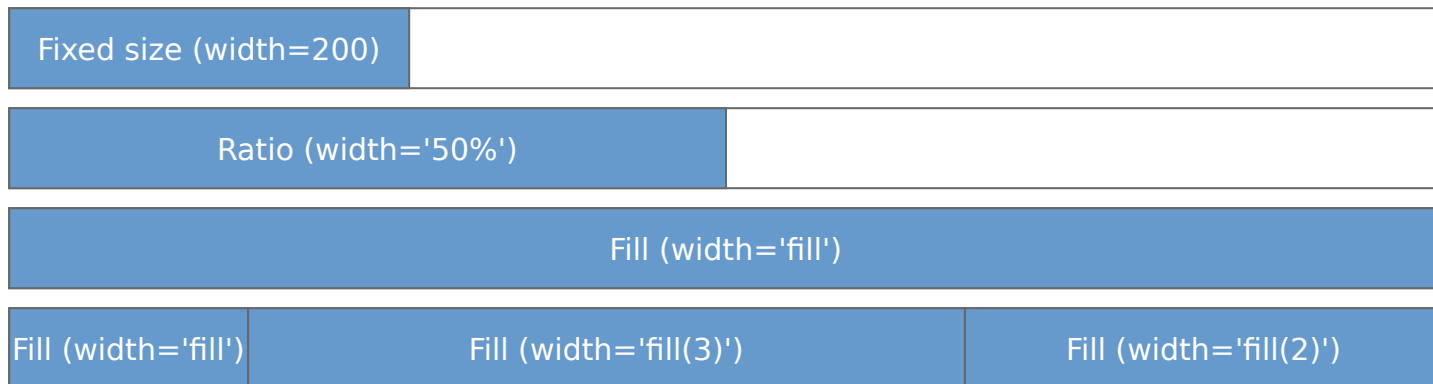 Fixed size (width=200)
Ratio (width='50%')
Fill (width='fill')
Fill (width='fill') Fill (width='fill(3)') Fill (width='fill(2)')